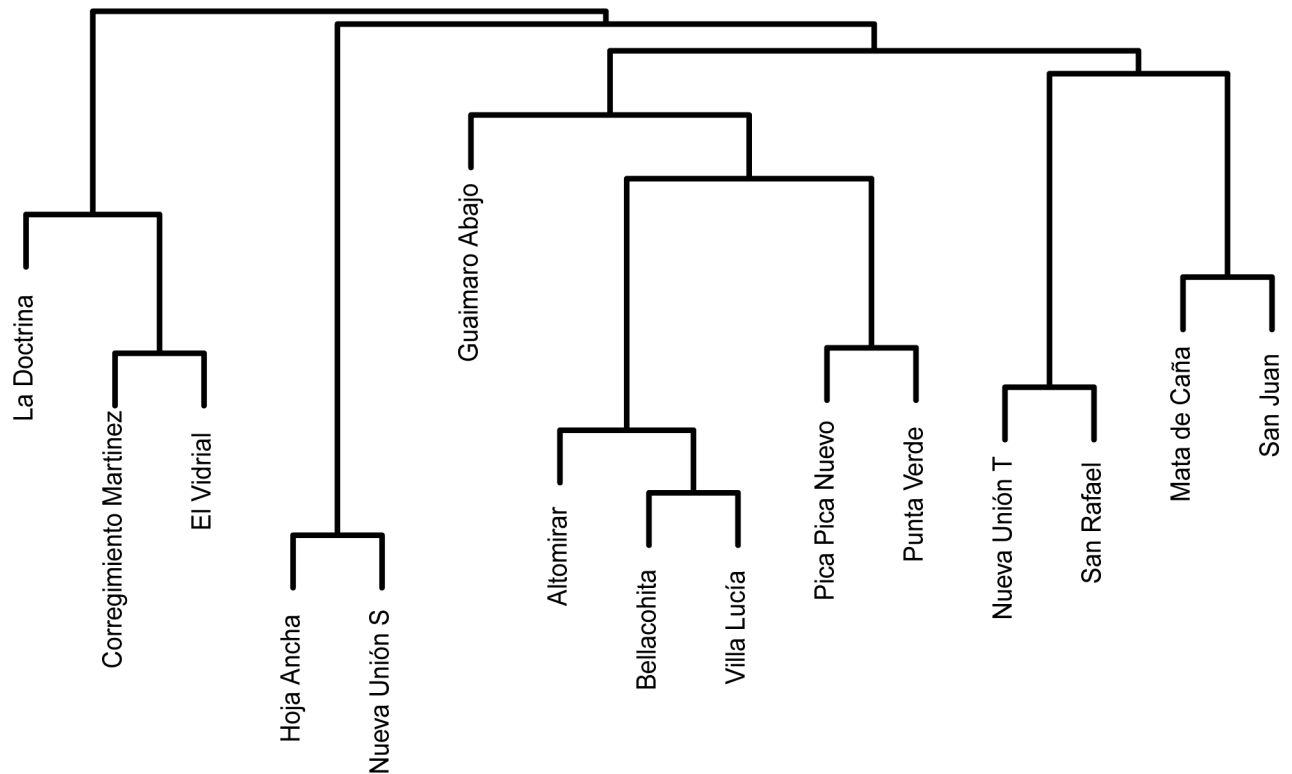 La Doctrina
Corregimiento Martinez
El Vidrial
Hoja Ancha
Nueva Unión S
Guaimaro Abajo
Altomirar
Bellacohita
Villa Lucía
Pica Pica Nuevo
Punta Verde
Nueva Unión T
San Rafael
Mata de Caña
San Juan